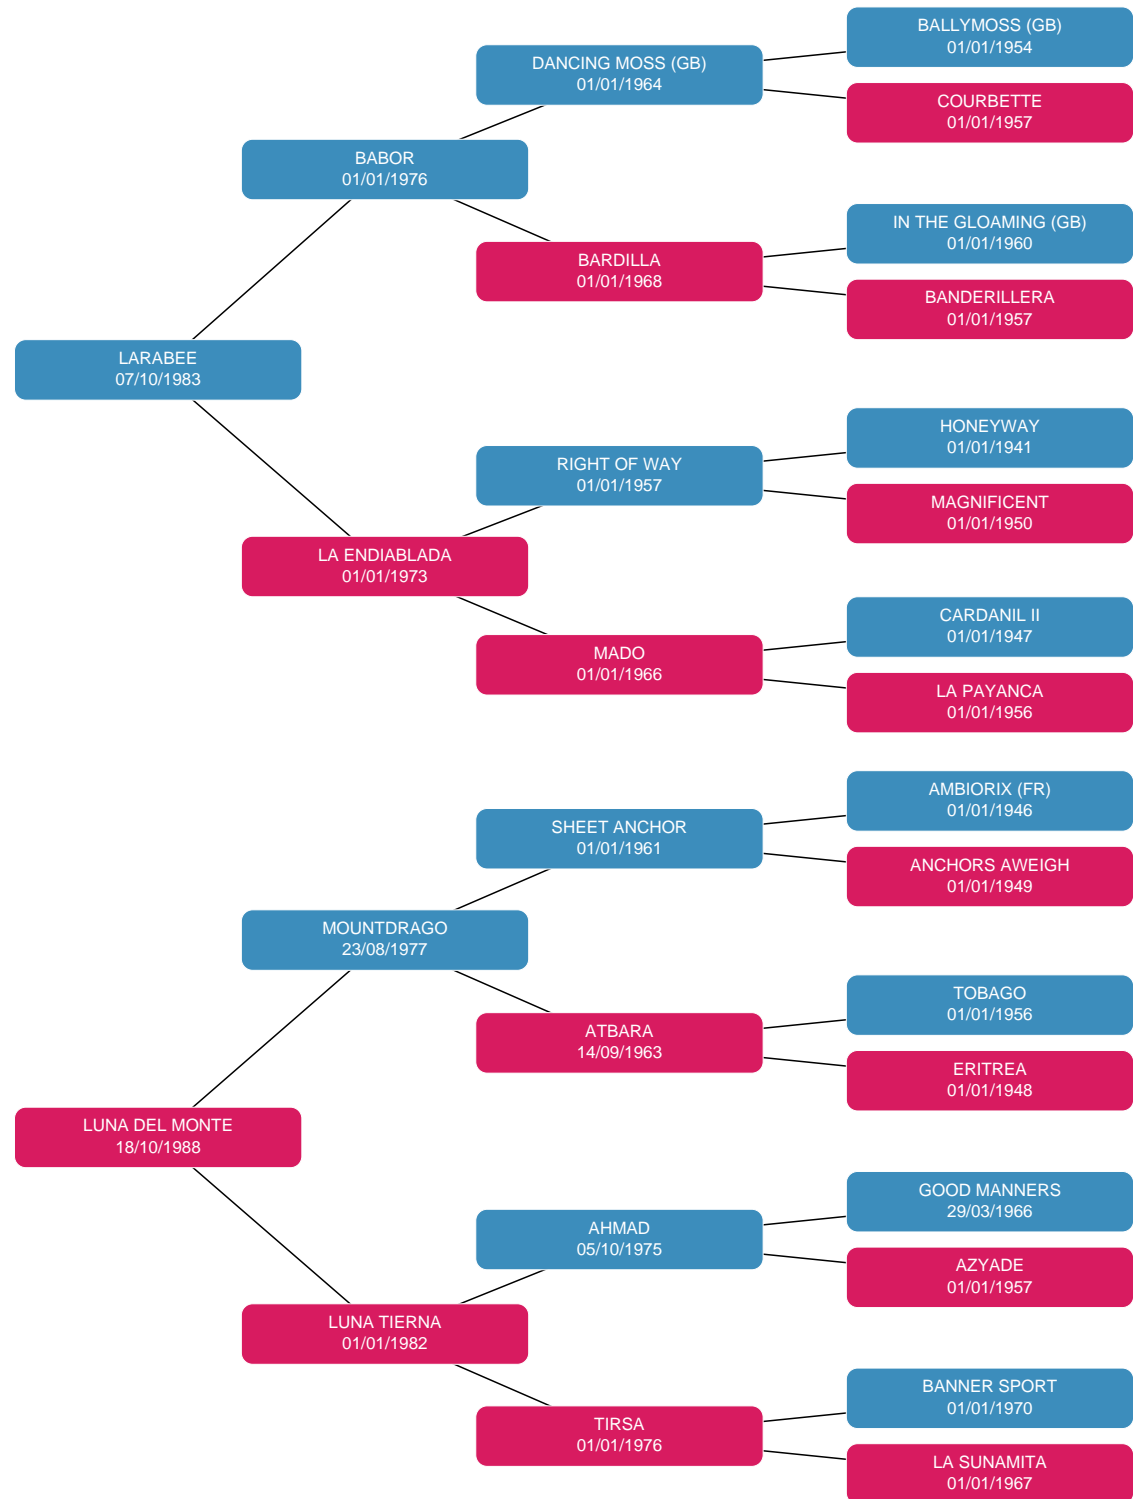 BALLYMOSS (GB)
01/01/1954
DANCING MOSS (GB)
01/01/1964
COURBETTE
01/01/1957
BABOR
01/01/1976
IN THE GLOAMING (GB)
01/01/1960
BARDILLA
01/01/1968
BANDERILLERA
01/01/1957
LARABEE
07/10/1983
HONEYWAY
01/01/1941
RIGHT OF WAY
01/01/1957
MAGNIFICENT
01/01/1950
LA ENDIABLADA
01/01/1973
CARDANIL II
01/01/1947
MADO
01/01/1966
LA PAYANCA
01/01/1956
AMBIORIX (FR)
01/01/1946
SHEET ANCHOR
01/01/1961
ANCHORS AWEIGH
01/01/1949
MOUNTDRAGO
23/08/1977
TOBAGO
01/01/1956
ATBARA
14/09/1963
ERITREA
01/01/1948
LUNA DEL MONTE
18/10/1988
GOOD MANNERS
29/03/1966
AHMAD
05/10/1975
AZYADE
01/01/1957
LUNA TIERNA
01/01/1982
BANNER SPORT
01/01/1970
TIRSA
01/01/1976
LA SUNAMITA
01/01/1967